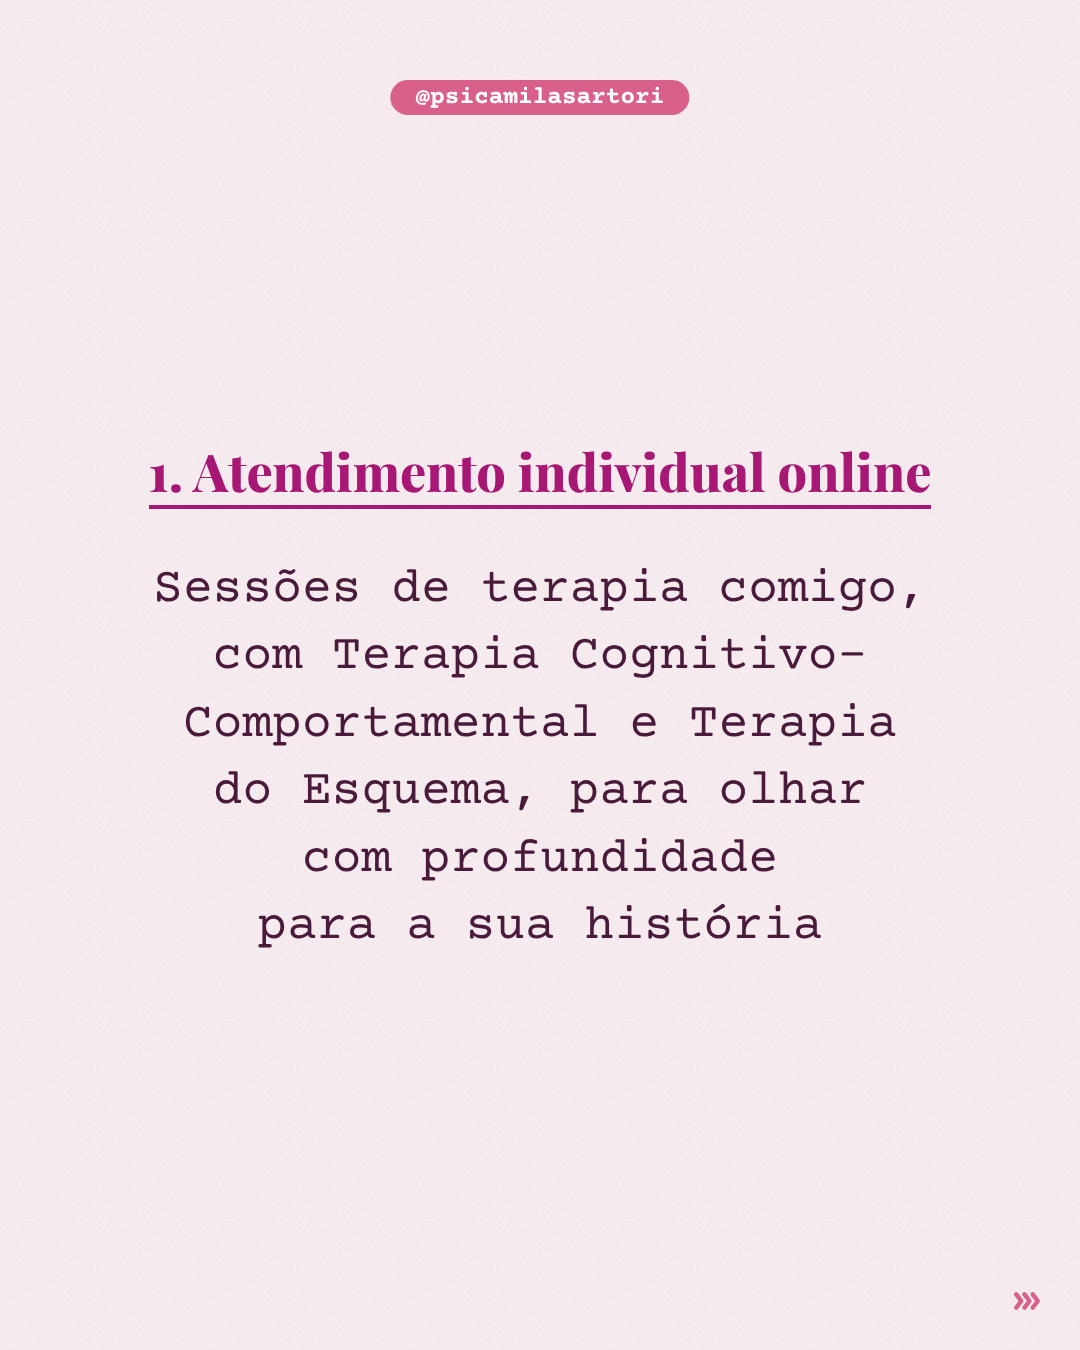 @psicamilasartori
1. Atendimento individual online
Sessões de terapia comigo,
com Terapia Cognitivo-
Comportamental e Terapia
do Esquema, para olhar
com profundidade
para a sua história